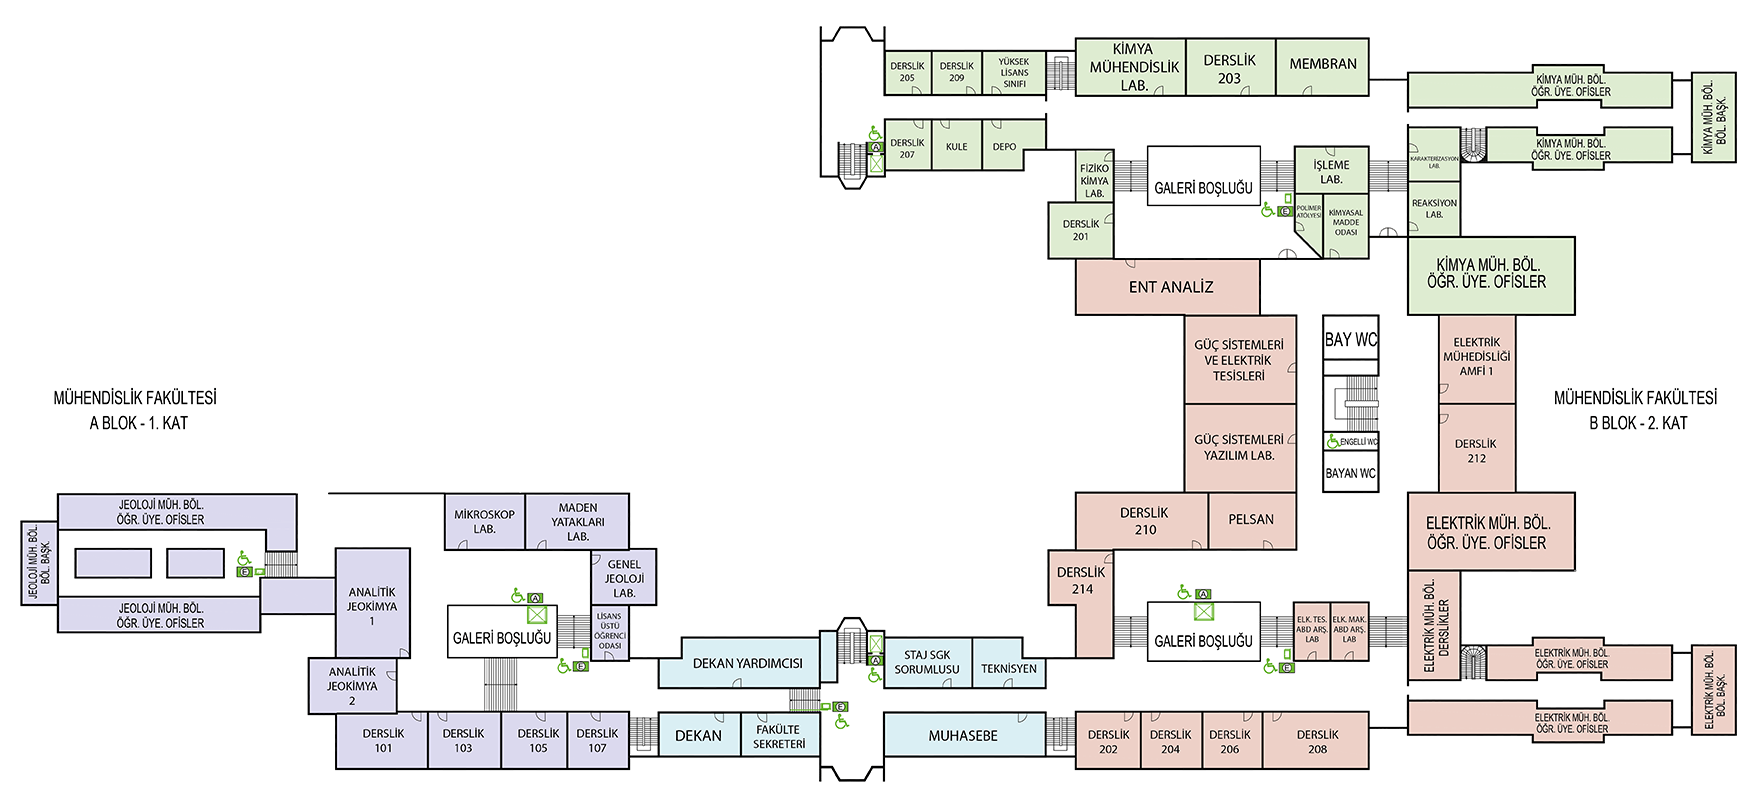 DERSLİK
205
DERSLİK
209
YÜKSEK
LİSANS
SINIFI
KİMYA
MÜHENDİSLİK
LAB.
DERSLİK
203
MEMBRAN
KİMYA MÜH. BÖL.
ÖĞR. ÜYE. OFİSLER
KİMYA MÜH. BÖL.
BÖL. BAŞK.
DERSLİK
207
KULE
DEPO
A
KİMYA MÜH. BÖL.
ÖĞR. ÜYE. OFİSLER
FİZİKO
KİMYA
LAB.
GALERİ BOŞLUĞU
İŞLEME
LAB.
KARAKTERİZASYON
LAB.
DERSLİK
201
E
POLİMER
ATÖLYESİ
KİMYASAL
MADDE
ODASI
REAKSİYON
LAB.
ENT ANALİZ
KİMYA MÜH. BÖL.
ÖĞR. ÜYE. OFİSLER
GÜÇ SİSTEMLERİ
VE ELEKTRİK
TESİSLERİ
BAY WC
ELEKTRİK
MÜHEDİSLİĞİ
AMFİ 1
MÜHENDİSLİK FAKÜLTESİ
A BLOK - 1. KAT
MÜHENDİSLİK FAKÜLTESİ
B BLOK - 2. KAT
GÜÇ SİSTEMLERİ
YAZILIM LAB.
ENGELLİ WC
BAYAN WC
DERSLİK
212
JEOLOJİ MÜH. BÖL.
ÖĞR. ÜYE. OFİSLER
JEOLOJİ MÜH. BÖL.
BÖL. BAŞK.
E
JEOLOJİ MÜH. BÖL.
ÖĞR. ÜYE. OFİSLER
MİKROSKOP
LAB.
MADEN
YATAKLARI
LAB.
DERSLİK
210
PELSAN
ELEKTRİK MÜH. BÖL.
ÖĞR. ÜYE. OFİSLER
ANALİTİK
JEOKİMYA
1
GENEL
JEOLOJİ
LAB.
A
GALERİ BOŞLUĞU
LİSANS
ÜSTÜ
ÖĞRENCİ
ODASI
E
DERSLİK
214
A
GALERİ BOŞLUĞU
ELK. TES.
ABD ARŞ.
LAB
ELK. MAK.
ABD ARŞ.
LAB
E
ELEKTRİK MÜH. BÖL.
DERSLİKLER
ANALİTİK
JEOKİMYA
2
DEKAN YARDIMCISI
A
STAJ SGK
SORUMLUSU
TEKNİSYEN
ELEKTRİK MÜH. BÖL.
ÖĞR. ÜYE. OFİSLER
ELEKTRİK MÜH. BÖL.
BÖL. BAŞK.
DERSLİK
101
DERSLİK
103
DERSLİK
105
DERSLİK
107
DEKAN
FAKÜLTE
SEKRETERİ
E
MUHASEBE
DERSLİK
202
DERSLİK
204
DERSLİK
206
DERSLİK
208
ELEKTRİK MÜH. BÖL.
ÖĞR. ÜYE. OFİSLER